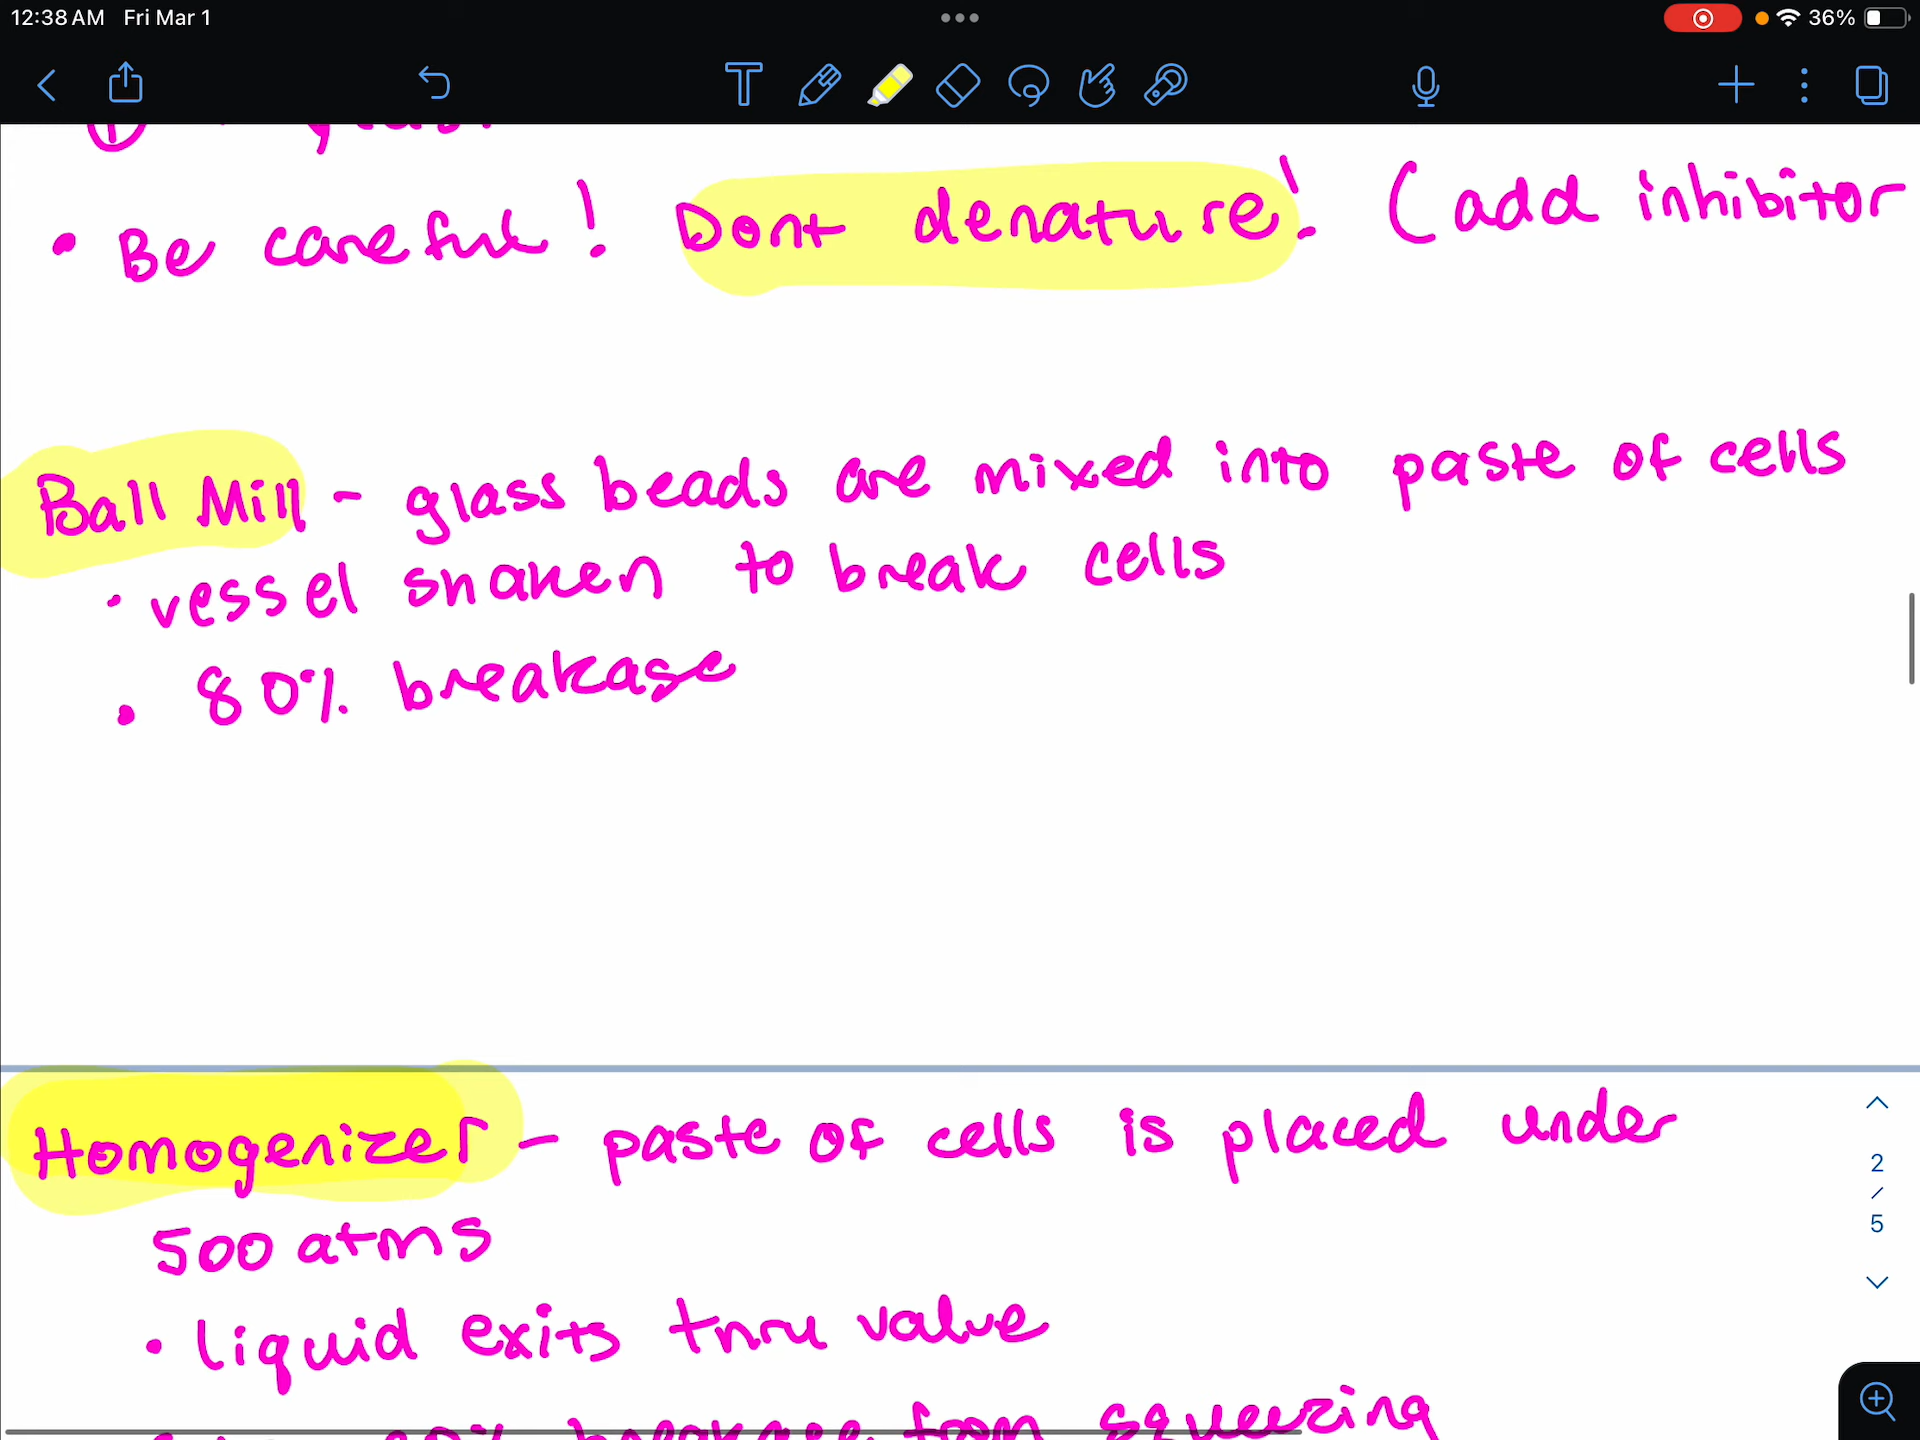 12:38 AM Fri Mar 1
36%
• Be careful! Dont denature! (add inhibitor
Ball Mill - glass beads are mixed into paste of cells
• vessel shaken to break cells
• 80% breakage
Homogenizer - paste of cells is placed under
500 atms
• liquid exits thru valve
breakage from squeezing
2
/
5